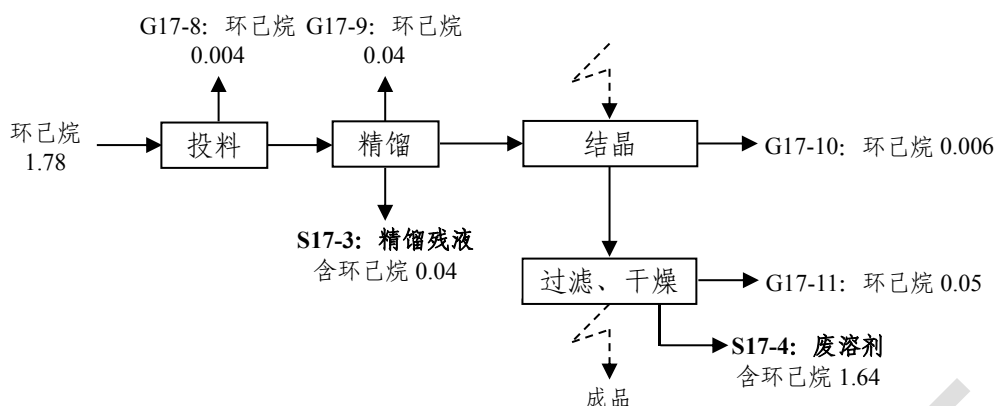 G17-8：环己烷
0.004
G17-9：环己烷
0.04
环己烷
1.78
投料
精馏
结晶
G17-10：环己烷 0.006
S17-3：精馏残液
含环己烷 0.04
过滤、干燥
G17-11：环己烷 0.05
S17-4：废溶剂
含环己烷 1.64
成品